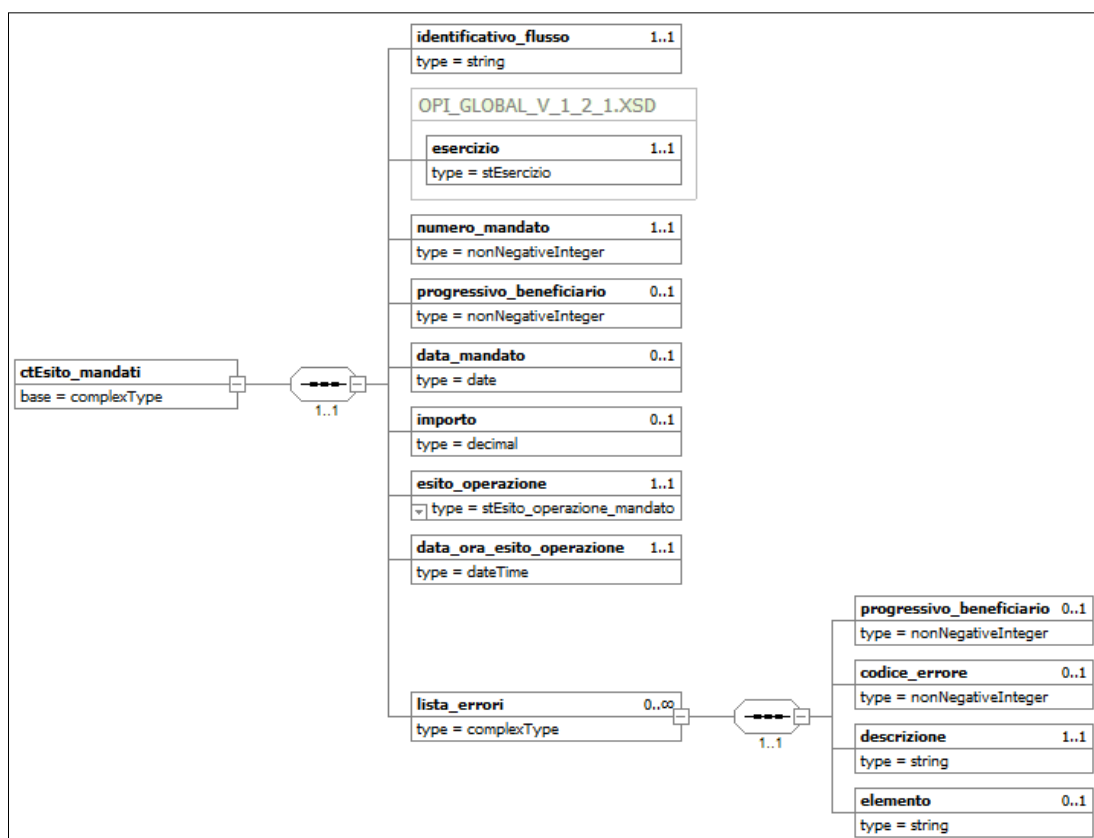 identificativo_flusso 1..1
type = string
OPI_GLOBAL_V_1_2_1.XSD
esercizio 1..1
type = stEsercizio
numero_mandato 1..1
type = nonNegativeInteger
progressivo_beneficiario 0..1
type = nonNegativeInteger
data_mandato 0..1
type = date
ctEsito_mandati
base = complexType
1..1
importo 0..1
type = decimal
esito_operazione 1..1
type = stEsito_operazione_mandato
data_ora_esito_operazione 1..1
type = dateTime
lista_errori 0..∞
type = complexType
1..1
progressivo_beneficiario 0..1
type = nonNegativeInteger
codice_errore 0..1
type = nonNegativeInteger
descrizione 1..1
type = string
elemento 0..1
type = string